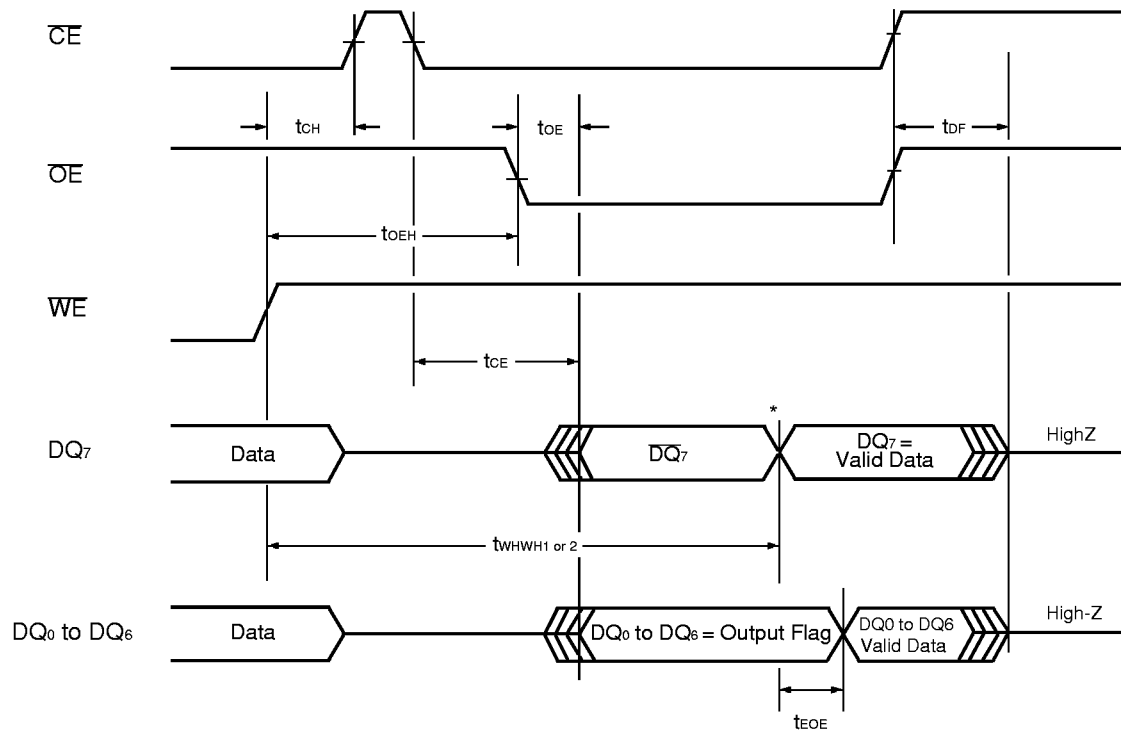 CE
tCH
tOE
tDF
OE
tOEH
WE
tCE
*
DQ7
Data
DQ7
DQ7 =
Valid Data
HighZ
tWHWH1 or 2
DQ0 to DQ6
Data
DQ0 to DQ6 = Output Flag
DQ0 to DQ6
Valid Data
High-Z
tEOE